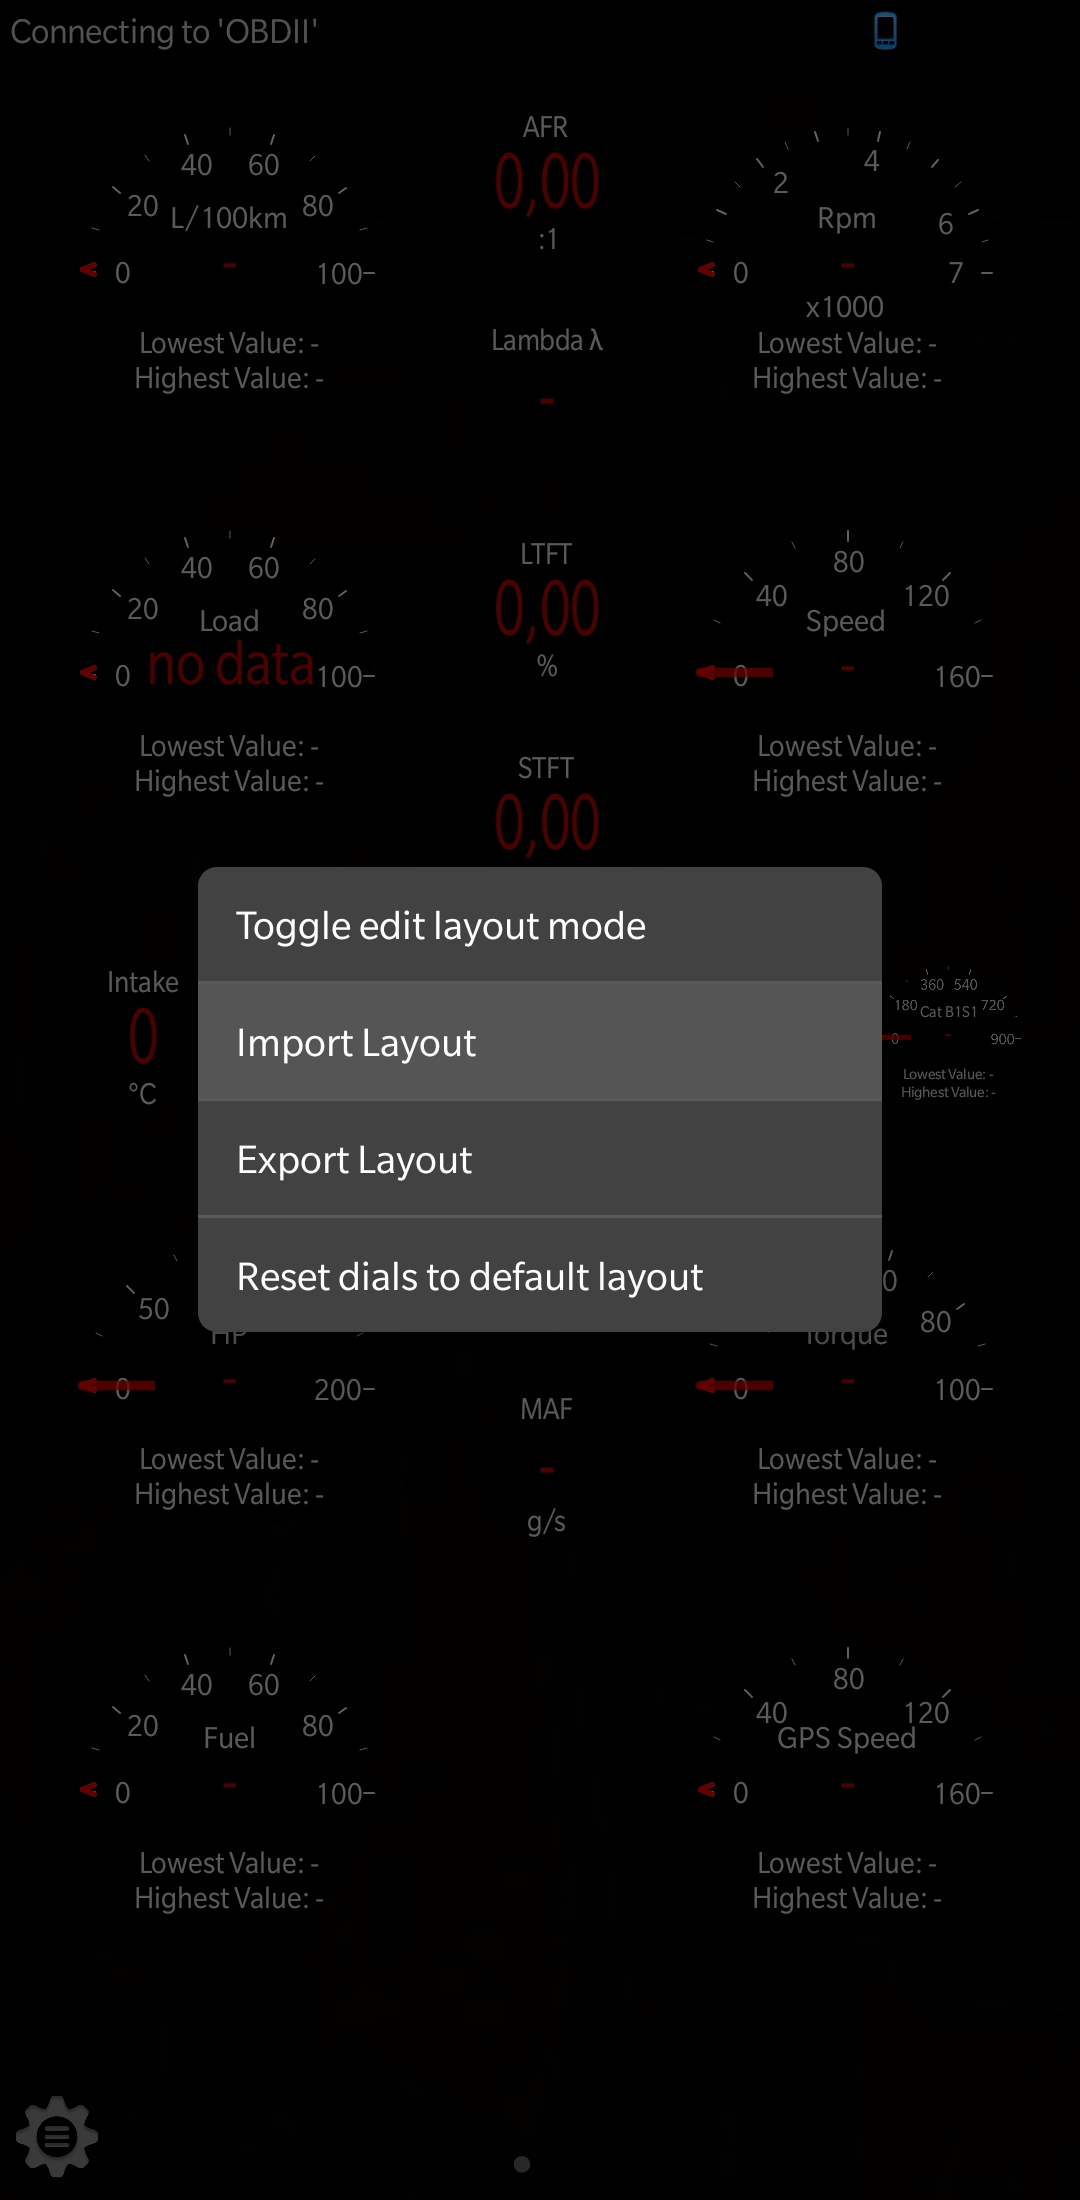 Connecting to 'OBDII'
AFR
0,00
:1
40 60
20 80
L/100km
0 - 100
Lowest Value: -
Highest Value: -
2 4
6
Rpm
0 - 7
x1000
Lowest Value: -
Highest Value: -
Lambda λ
-
40 60
20 80
Load
0 no data 100
Lowest Value: -
Highest Value: -
LTFT
0,00
%
80
40 120
Speed
0 - 160
Lowest Value: -
Highest Value: -
STFT
0,00
Toggle edit layout mode
Import Layout
Export Layout
Reset dials to default layout
Intake
0
°C
360 540
180 Cat B1S1 720
0 - 900
Lowest Value: -
Highest Value: -
50
HP
0 - 200
Lowest Value: -
Highest Value: -
0
80
Torque
0 - 100
Lowest Value: -
Highest Value: -
MAF
-
g/s
40 60
20 80
Fuel
0 - 100
Lowest Value: -
Highest Value: -
80
40 120
GPS Speed
0 - 160
Lowest Value: -
Highest Value: -